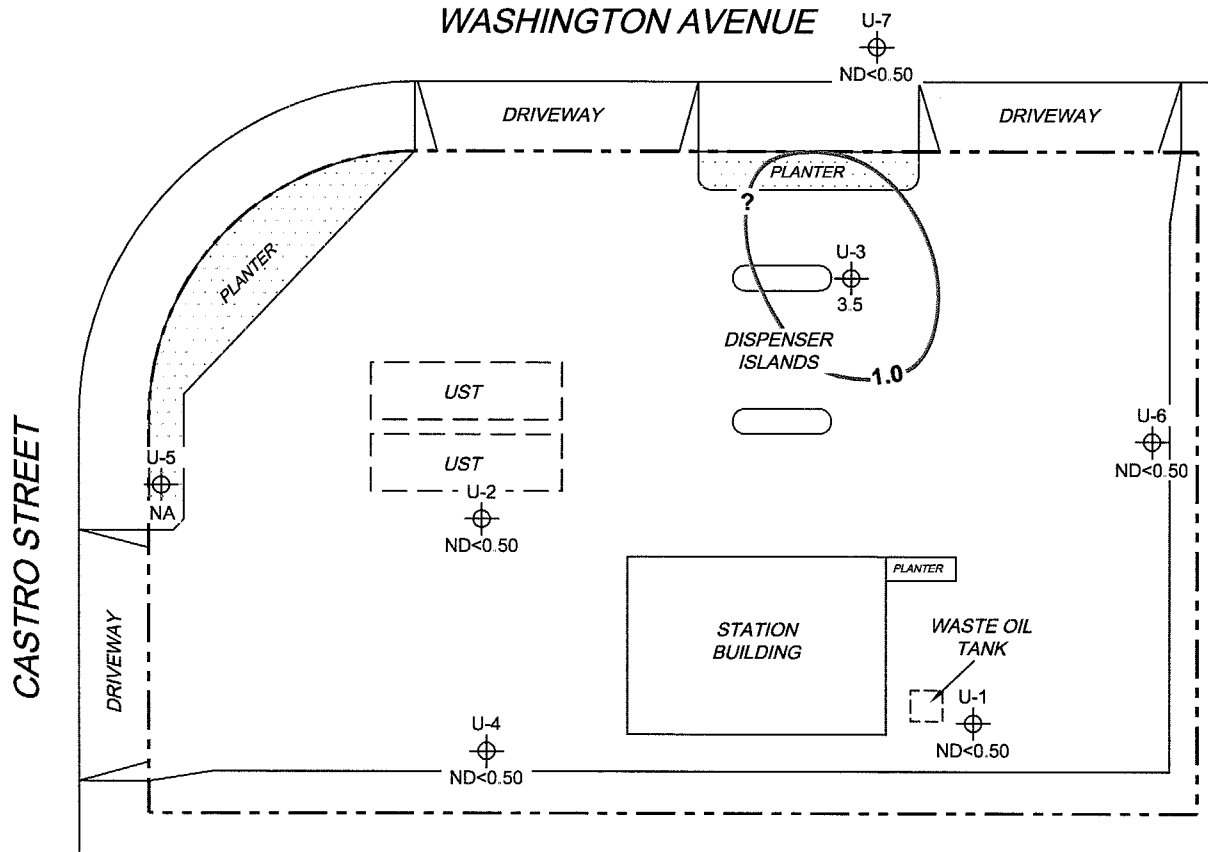 WASHINGTON AVENUE
U-7
ND<0.50
DRIVEWAY
DRIVEWAY
PLANTER
?
PLANTER
U-3
3.5
DISPENSER
ISLANDS
1.0
UST
UST
U-6
ND<0.50
U-5
NA
U-2
ND<0.50
CASTRO STREET
PLANTER
STATION
BUILDING
WASTE OIL
TANK
DRIVEWAY
U-1
ND<0.50
U-4
ND<0.50